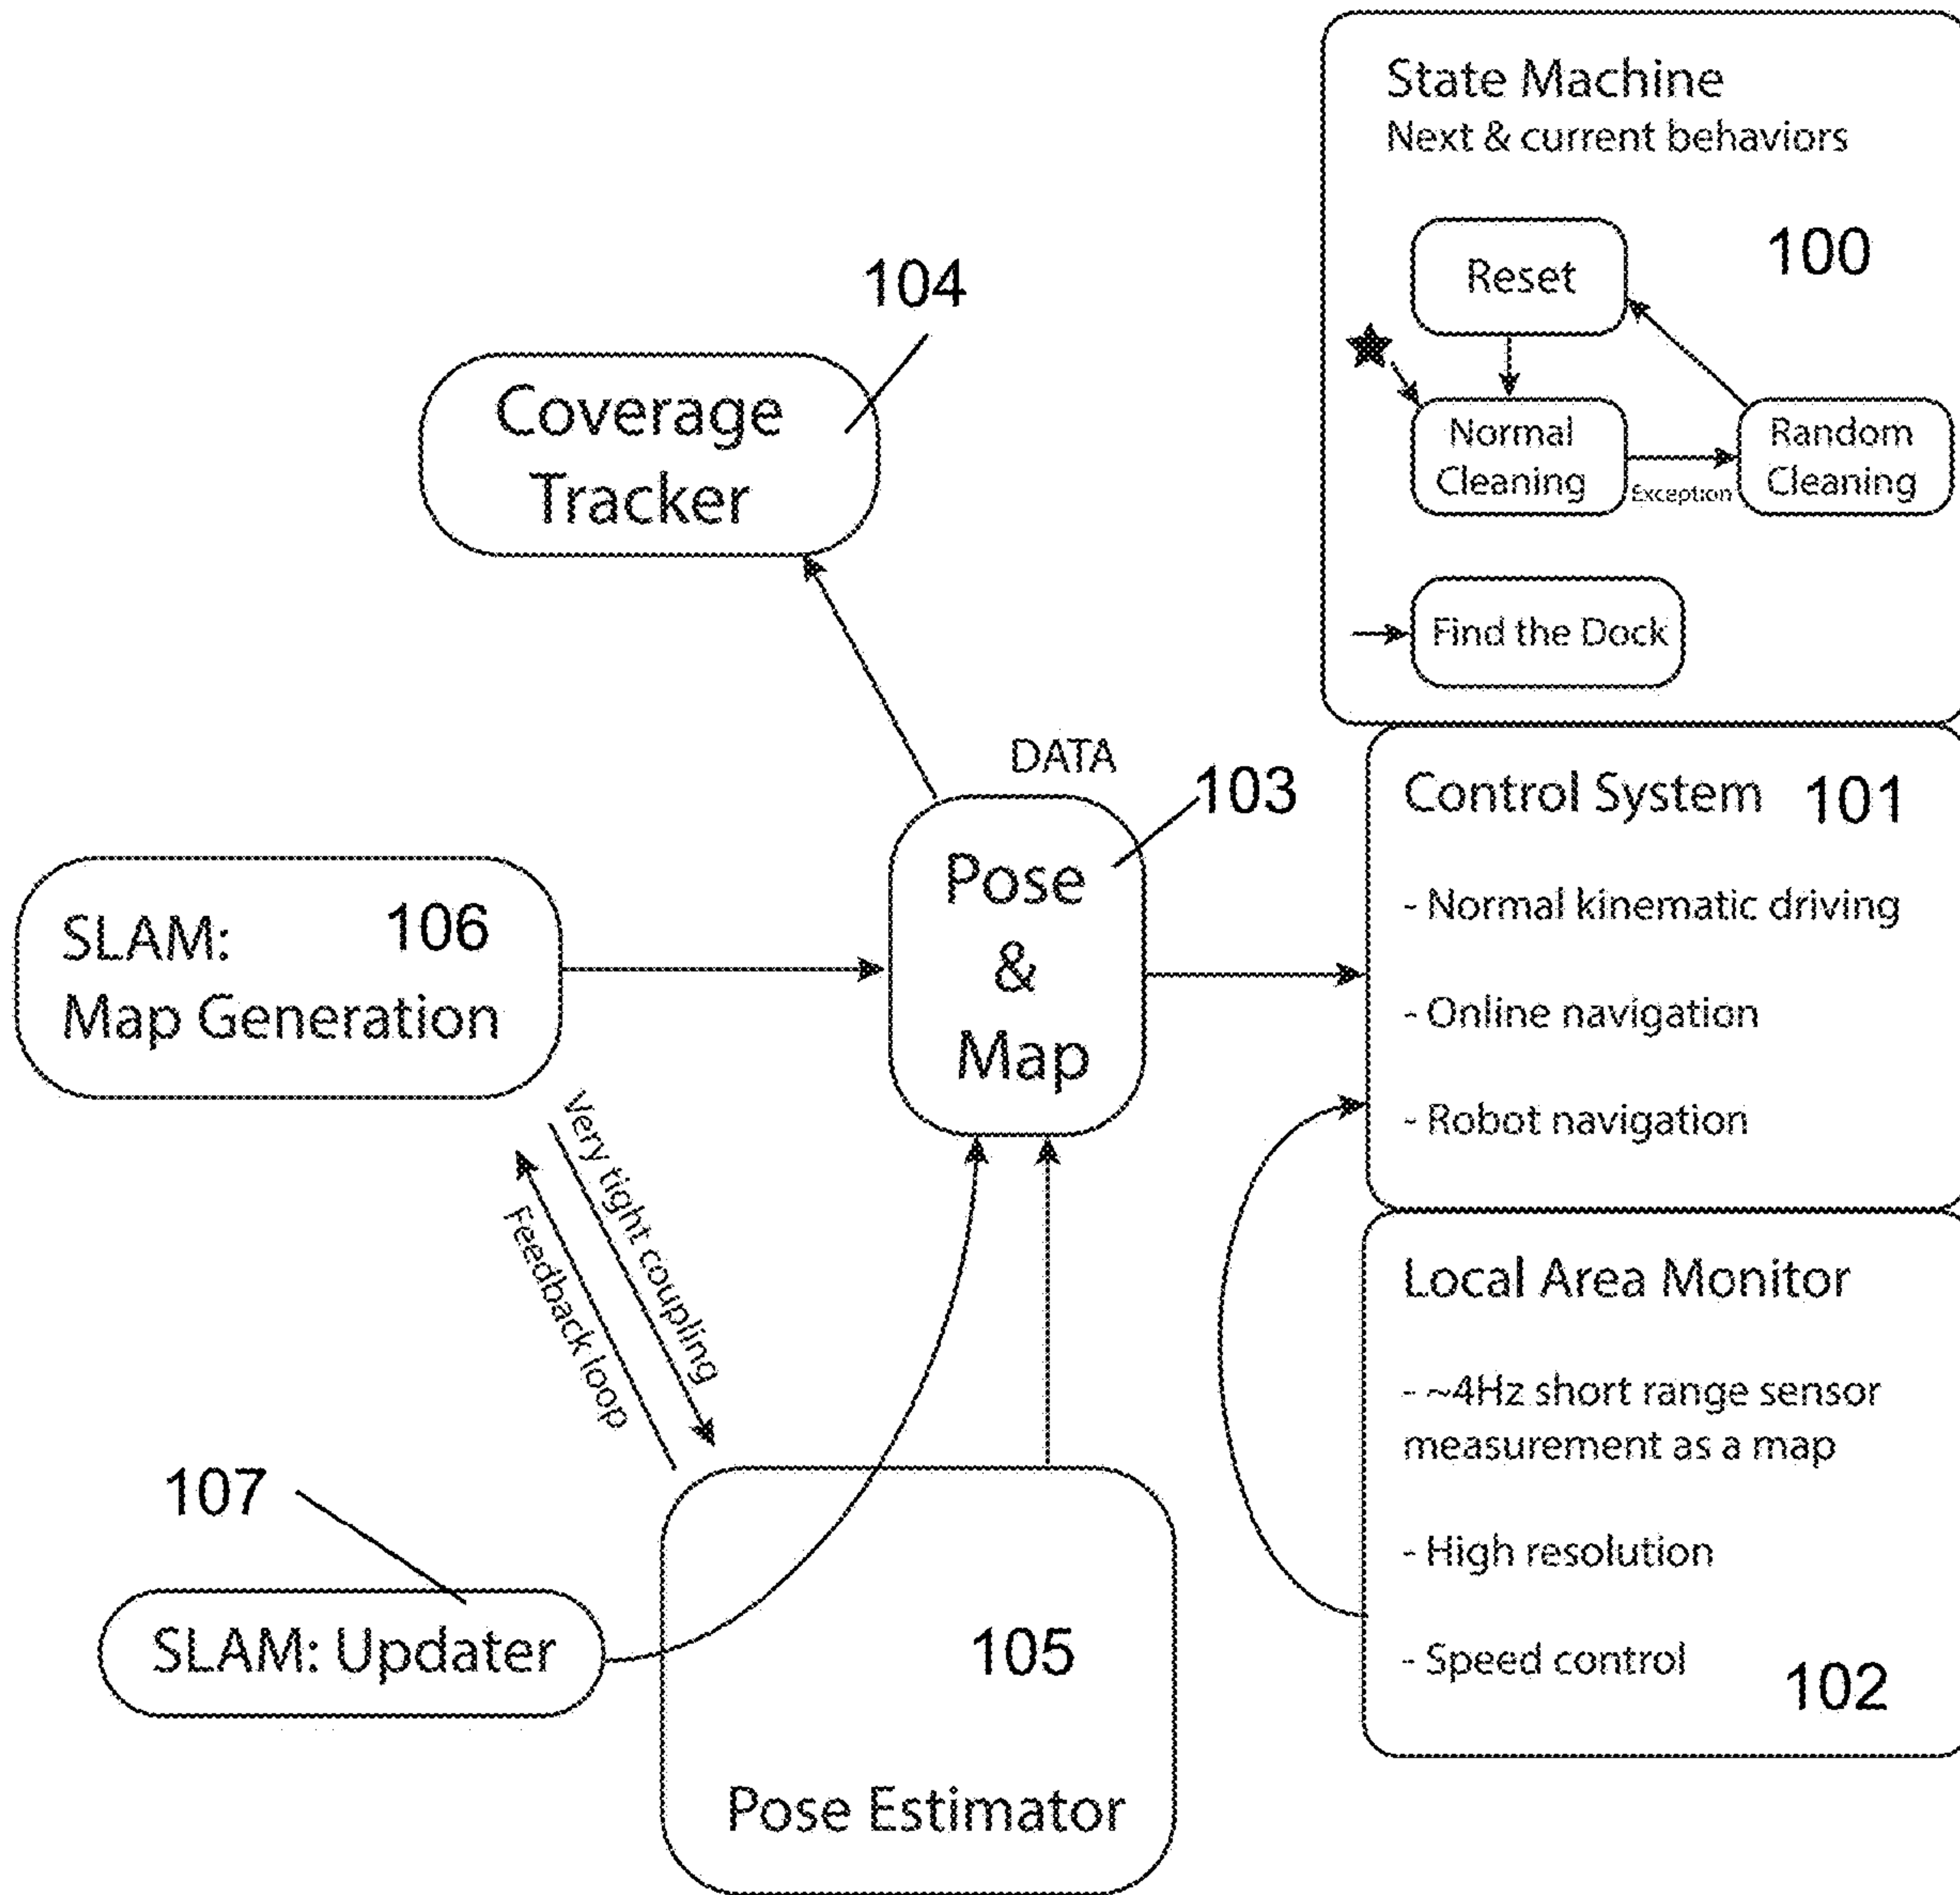 State Machine
Next & current behaviors
100
Reset
Normal
Cleaning
Exception
Random
Cleaning
Find the Dock
104
Coverage
Tracker
DATA
103
Pose
&
Map
Control System 101
- Normal kinematic driving
- Online navigation
- Robot navigation
SLAM: 106
Map Generation
Very tight coupling
Feedback loop
Local Area Monitor
- ~4Hz short range sensor
measurement as a map
- High resolution
- Speed control
102
107
SLAM: Updater
105
Pose Estimator